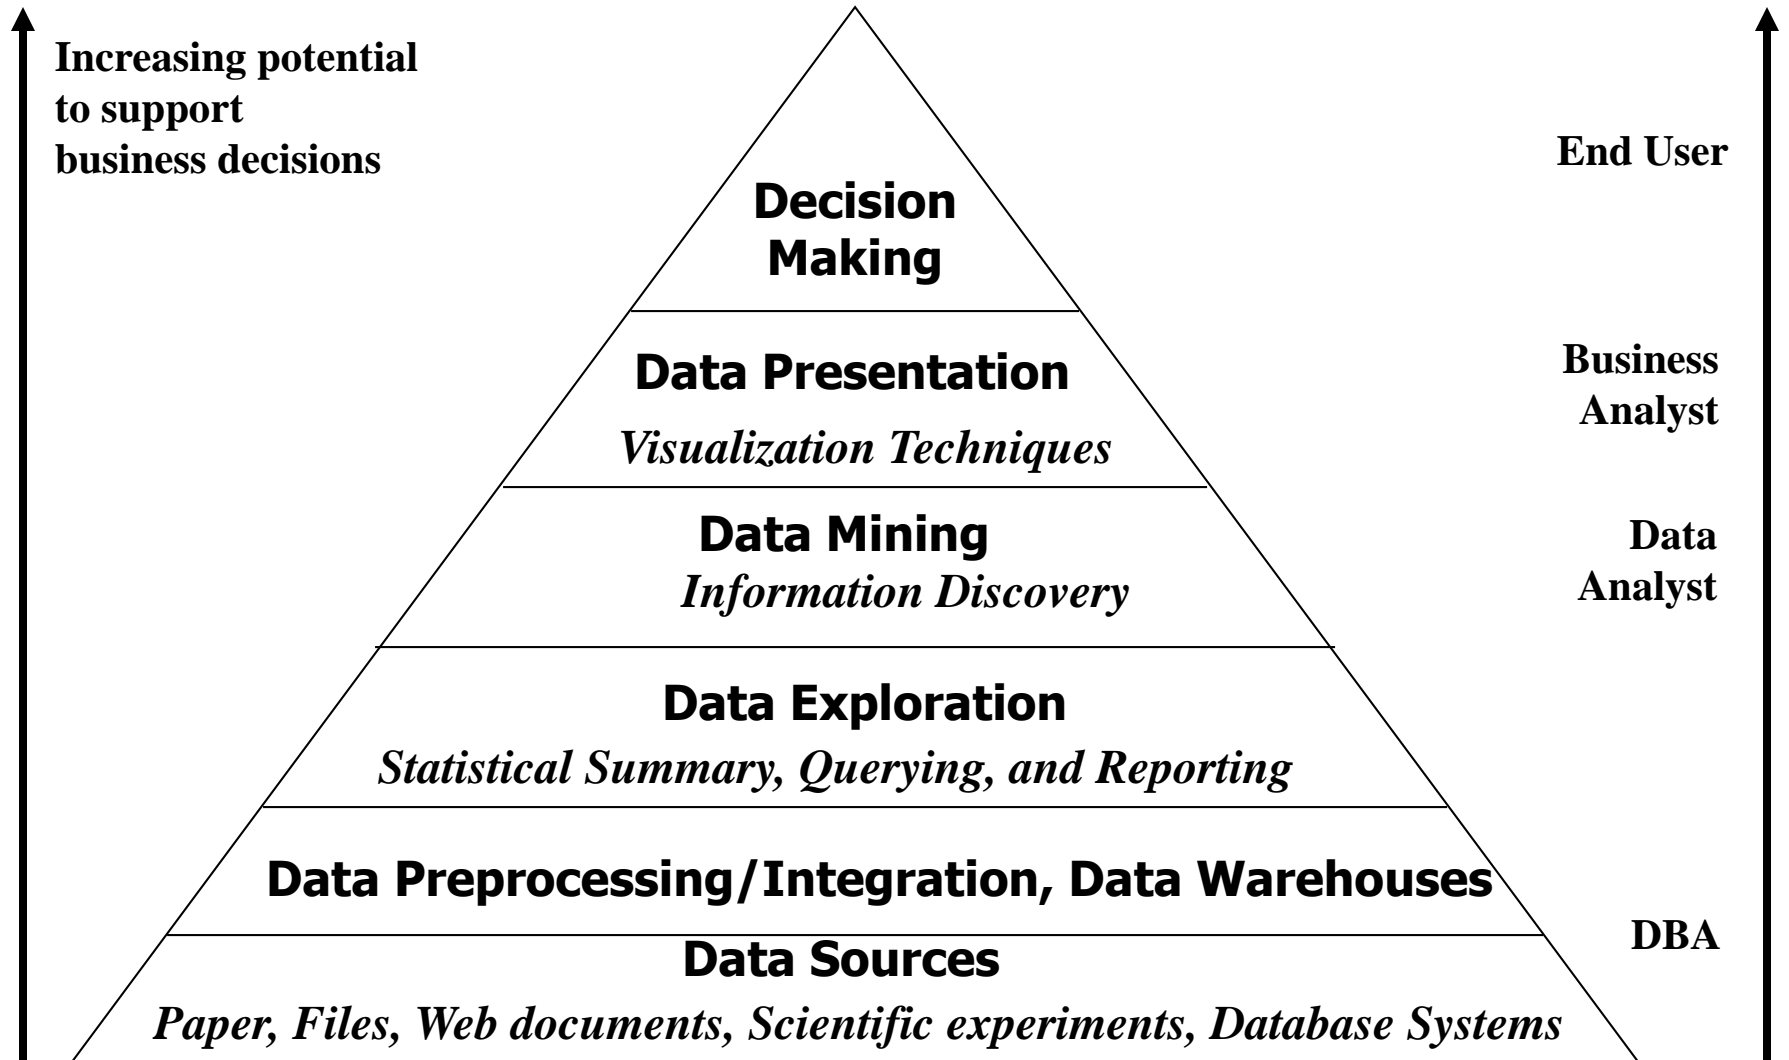 Increasing potential
to support
business decisions
End User
Decision
Making
Business
Analyst
Data Presentation
Visualization Techniques
Data
Analyst
Data Mining
Information Discovery
Data Exploration
Statistical Summary, Querying, and Reporting
Data Preprocessing/Integration, Data Warehouses
DBA
Data Sources
Paper, Files, Web documents, Scientific experiments, Database Systems